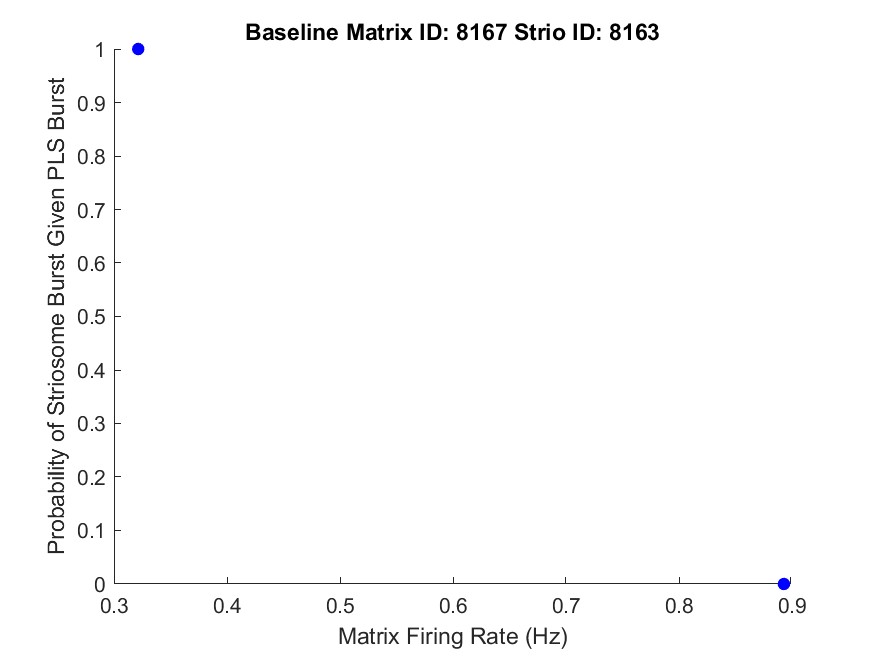 Baseline Matrix ID: 8167 Strio ID: 8163
Probability of Striosome Burst Given PLS Burst
1
0.9
0.8
0.7
0.6
0.5
0.4
0.3
0.2
0.1
0
0.3 0.4 0.5 0.6 0.7 0.8 0.9
Matrix Firing Rate (Hz)